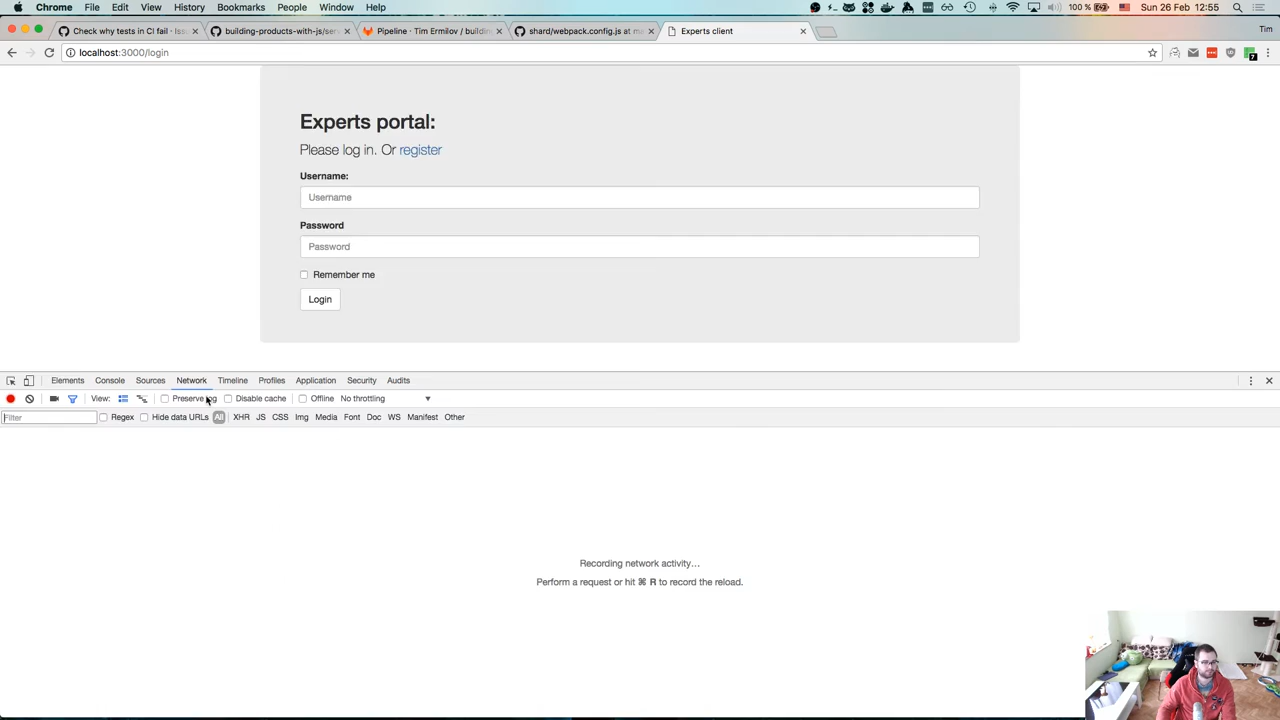 Chrome File Edit View History Bookmarks People Window Help 100 % Sun 26 Feb 12:55
Check why tests in CI fail · Iss building-products-with-js/ser Pipeline · Tim Ermilov / buildin shard/webpack.config.js at ma Experts client Tim
localhost:3000/login
Experts portal:
Please log in. Or register
Username:
Username
Password
Password
Remember me
Login
Elements Console Sources Network Timeline Profiles Application Security Audits
View: Preserve log Disable cache Offline No throttling
Filter Regex Hide data URLs All XHR JS CSS Img Media Font Doc WS Manifest Other
Recording network activity…
Perform a request or hit ⌘ R to record the reload.